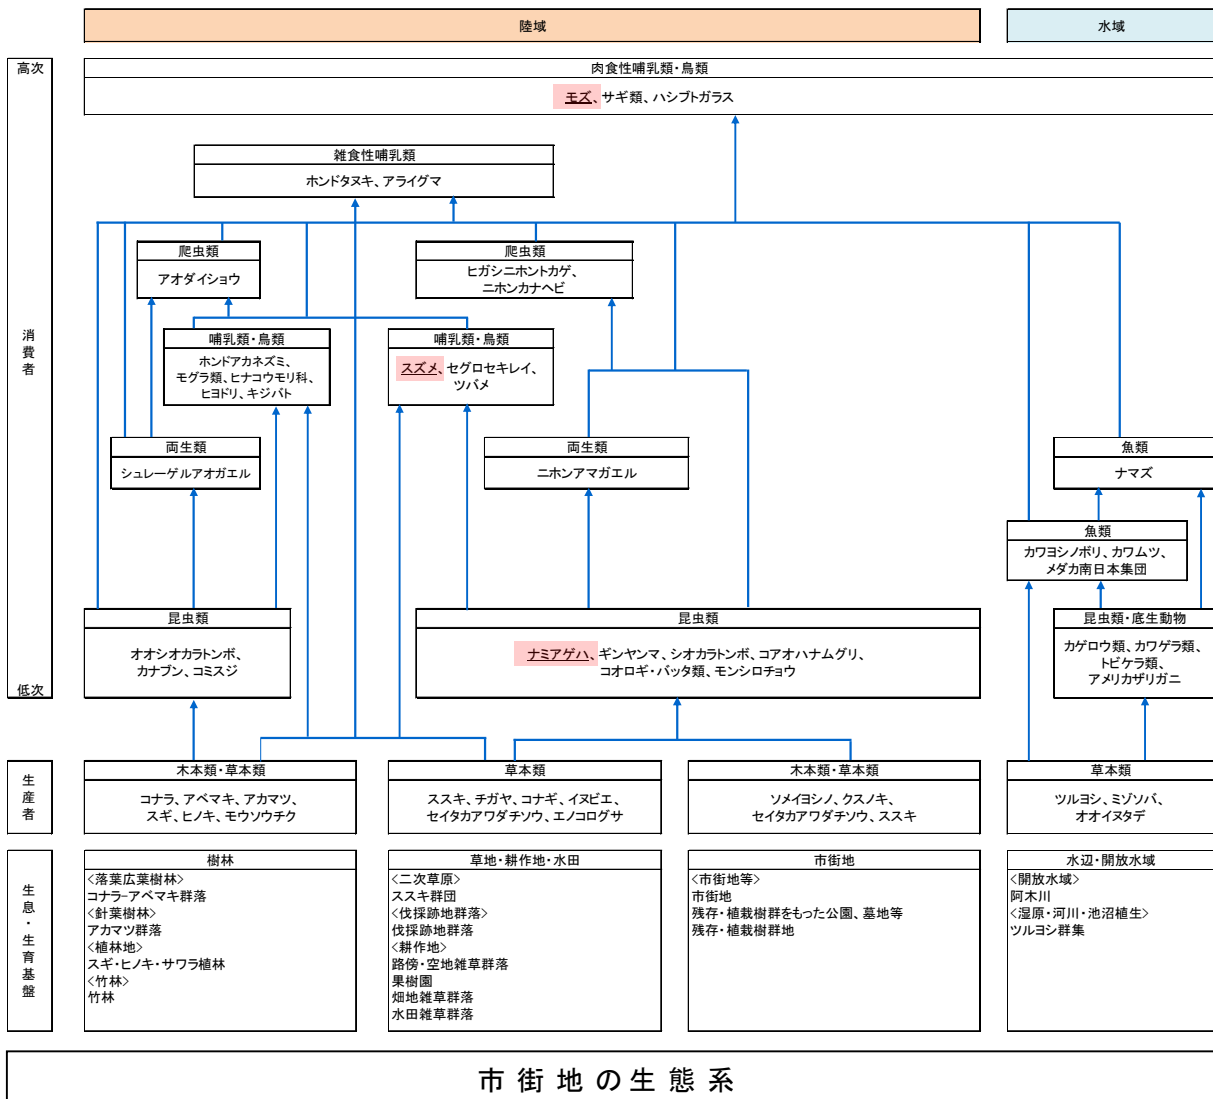 陸域
水域
高次
肉食性哺乳類・鳥類
モズ、サギ類、ハシブトガラス
雑食性哺乳類
ホンドタヌキ、アライグマ
爬虫類
アオダイショウ
爬虫類
ヒガシニホントカゲ、
ニホンカナヘビ
消費者
哺乳類・鳥類
ホンドアカネズミ、
モグラ類、ヒナコウモリ科、
ヒヨドリ、キジバト
哺乳類・鳥類
スズメ、セグロセキレイ、
ツバメ
両生類
シュレーゲルアオガエル
両生類
ニホンアマガエル
魚類
ナマズ
魚類
カワヨシノボリ、カワムツ、
メダカ南日本集団
昆虫類
オオシオカラトンボ、
カナブン、コミスジ
昆虫類
ナミアゲハ、ギンヤンマ、シオカラトンボ、コアオハナムグリ、
コオロギ・バッタ類、モンシロチョウ
昆虫類・底生動物
カゲロウ類、カワゲラ類、
トビケラ類、
アメリカザリガニ
低次
生産者
木本類・草本類
コナラ、アベマキ、アカマツ、
スギ、ヒノキ、モウソウチク
草本類
ススキ、チガヤ、コナギ、イヌビエ、
セイタカアワダチソウ、エノコログサ
木本類・草本類
ソメイヨシノ、クスノキ、
セイタカアワダチソウ、ススキ
草本類
ツルヨシ、ミゾソバ、
オオイヌタデ
生息・生育基盤
樹林
<落葉広葉樹林>
コナラ-アベマキ群落
<針葉樹林>
アカマツ群落
<植林地>
スギ・ヒノキ・サワラ植林
<竹林>
竹林
草地・耕作地・水田
<二次草原>
ススキ群団
<伐採跡地群落>
伐採跡地群落
<耕作地>
路傍・空地雑草群落
果樹園
畑地雑草群落
水田雑草群落
市街地
<市街地等>
市街地
残存・植栽樹群をもった公園、墓地等
残存・植栽樹群地
水辺・開放水域
<開放水域>
阿木川
<湿原・河川・池沼植生>
ツルヨシ群集
市街地の生態系